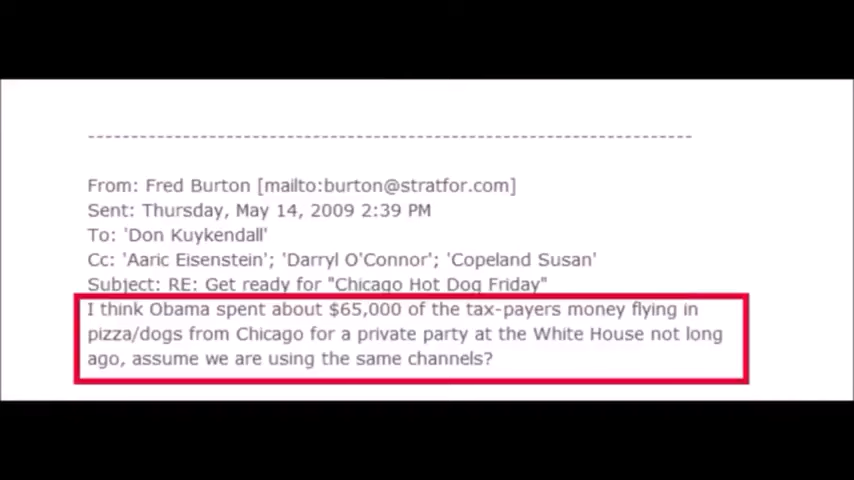 ----------------------------------------------------------------------
From: Fred Burton [mailto:burton@stratfor.com]
Sent: Thursday, May 14, 2009 2:39 PM
To: 'Don Kuykendall'
Cc: 'Aaric Eisenstein'; 'Darryl O'Connor'; 'Copeland Susan'
Subject: RE: Get ready for "Chicago Hot Dog Friday"
I think Obama spent about $65,000 of the tax-payers money flying in
pizza/dogs from Chicago for a private party at the White House not long
ago, assume we are using the same channels?